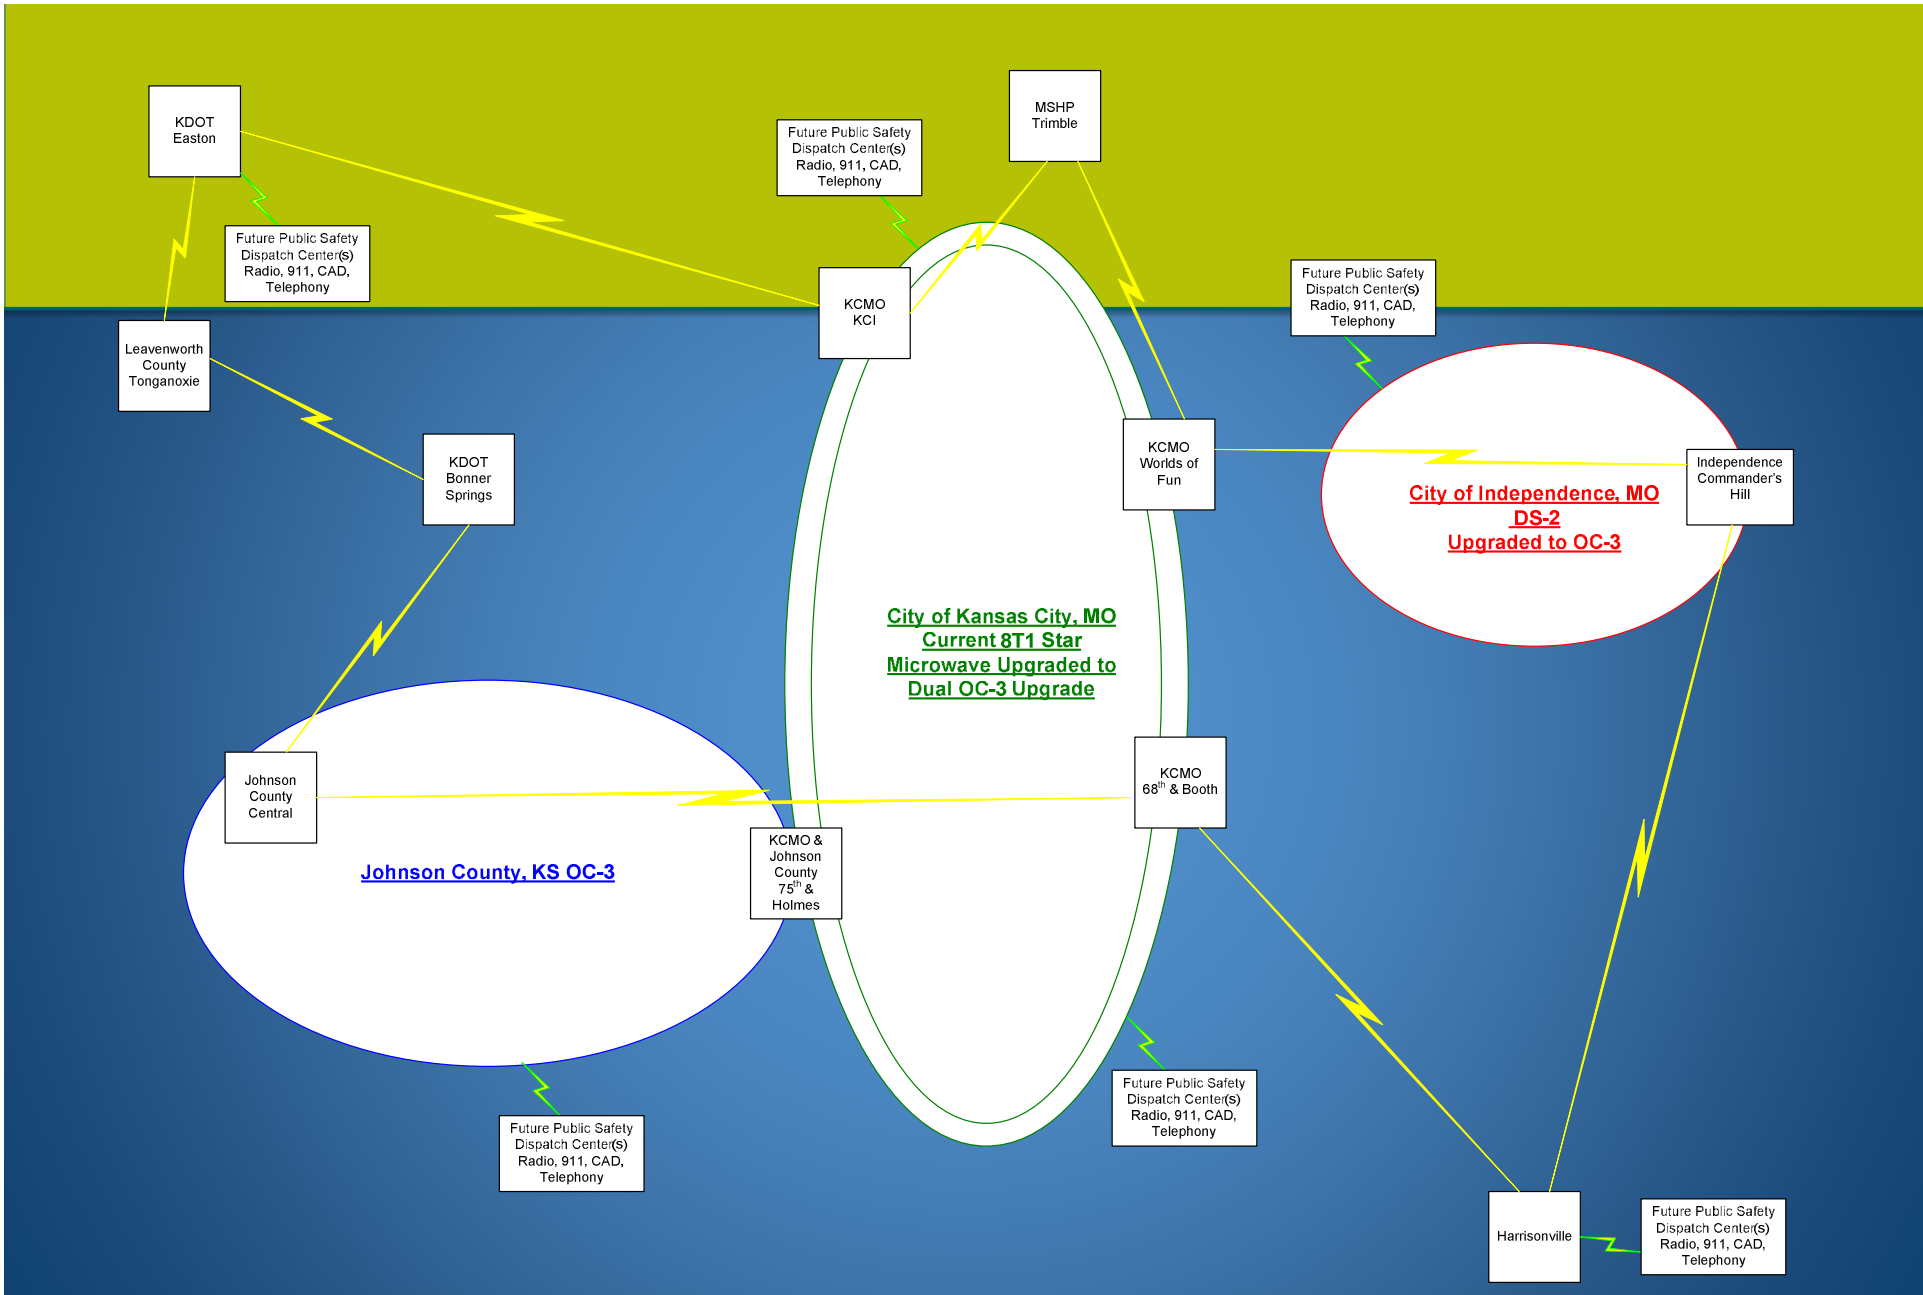 MSHP
Trimble
KDOT
Easton
Future Public Safety
Dispatch Center(s)
Radio, 911, CAD,
Telephony
Future Public Safety
Dispatch Center(s)
Radio, 911, CAD,
Telephony
KCMO
KCI
Future Public Safety
Dispatch Center(s)
Radio, 911, CAD,
Telephony
Leavenworth
County
Tonganoxie
KDOT
Bonner
Springs
KCMO
Worlds of
Fun
Independence
Commander's
Hill
City of Independence, MO
DS-2
Upgraded to OC-3
City of Kansas City, MO
Current 8T1 Star
Microwave Upgraded to
Dual OC-3 Upgrade
Johnson
County
Central
KCMO
68th & Booth
KCMO &
Johnson
County
75th &
Holmes
Johnson County, KS OC-3
Future Public Safety
Dispatch Center(s)
Radio, 911, CAD,
Telephony
Future Public Safety
Dispatch Center(s)
Radio, 911, CAD,
Telephony
Harrisonville
Future Public Safety
Dispatch Center(s)
Radio, 911, CAD,
Telephony